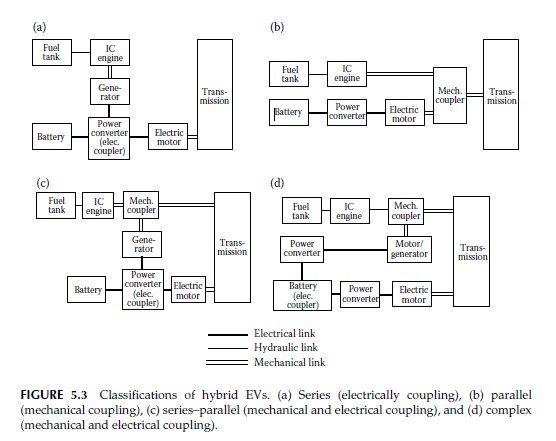 (a)
Fuel
tank
IC
engine
Gene-
rator
Battery
Power
converter
(elec.
coupler)
Electric
motor
Trans-
mission
(b)
Fuel
tank
IC
engine
Battery
Power
converter
Electric
motor
Mech.
coupler
Trans-
mission
(c)
Fuel
tank
IC
engine
Mech.
coupler
Gene-
rator
Battery
Power
converter
(elec.
coupler)
Electric
motor
Trans-
mission
(d)
Fuel
tank
IC
engine
Mech.
coupler
Power
converter
Motor/
generator
Battery
(elec.
coupler)
Power
converter
Electric
motor
Trans-
mission
Electrical link
Hydraulic link
Mechanical link
FIGURE 5.3 Classifications of hybrid EVs. (a) Series (electrically coupling), (b) parallel
(mechanical coupling), (c) series–parallel (mechanical and electrical coupling), and (d) complex
(mechanical and electrical coupling).